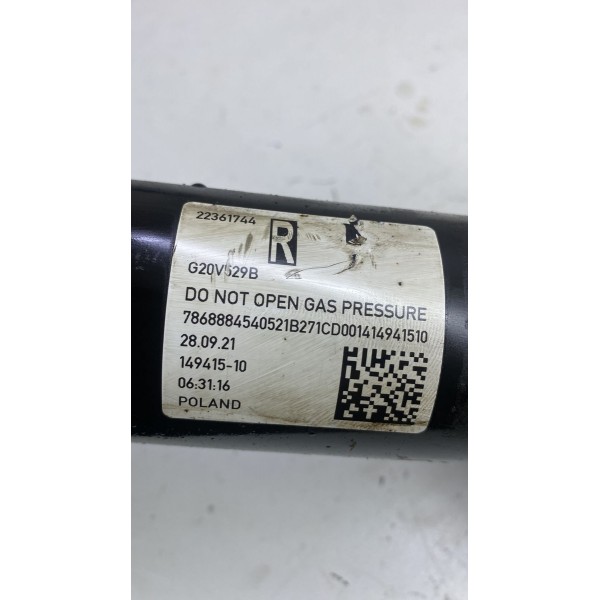 22361744
R
G20V529B
DO NOT OPEN GAS PRESSURE
7868884540521B271CD001414941510
28.09.21
149415-10
06:31:16
POLAND